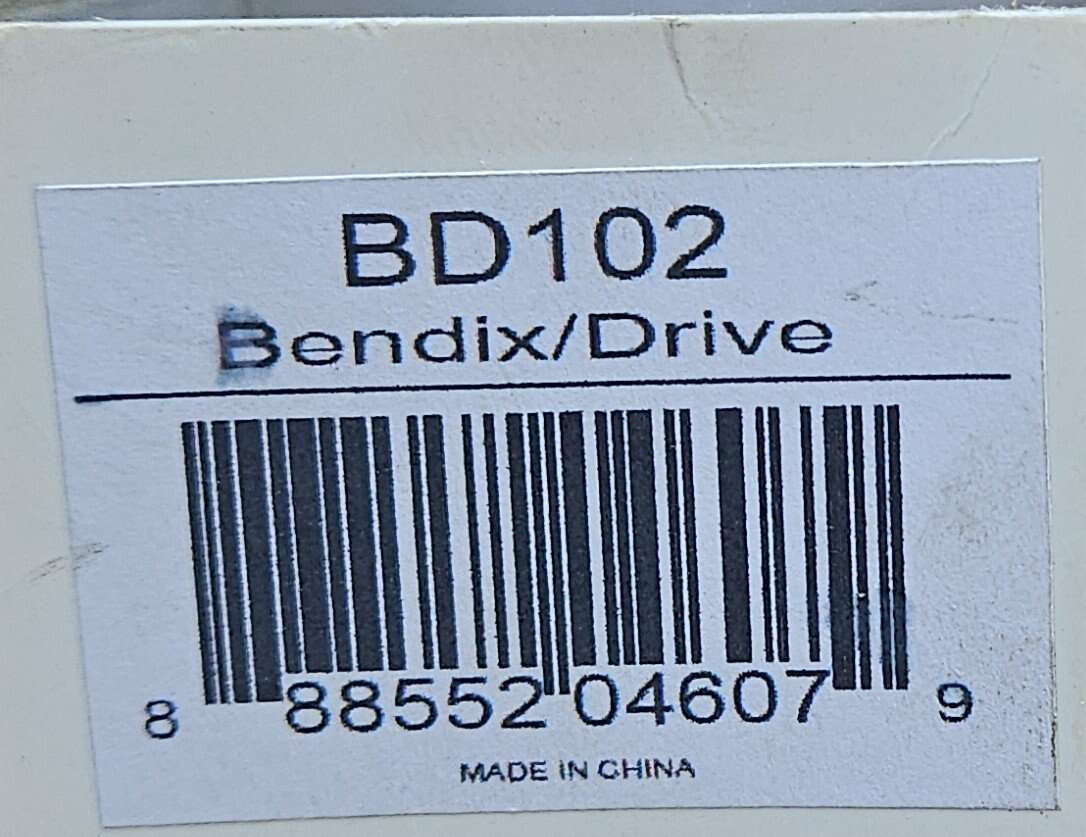 BD102
Bendix/Drive
8 88552 04607 9
MADE IN CHINA